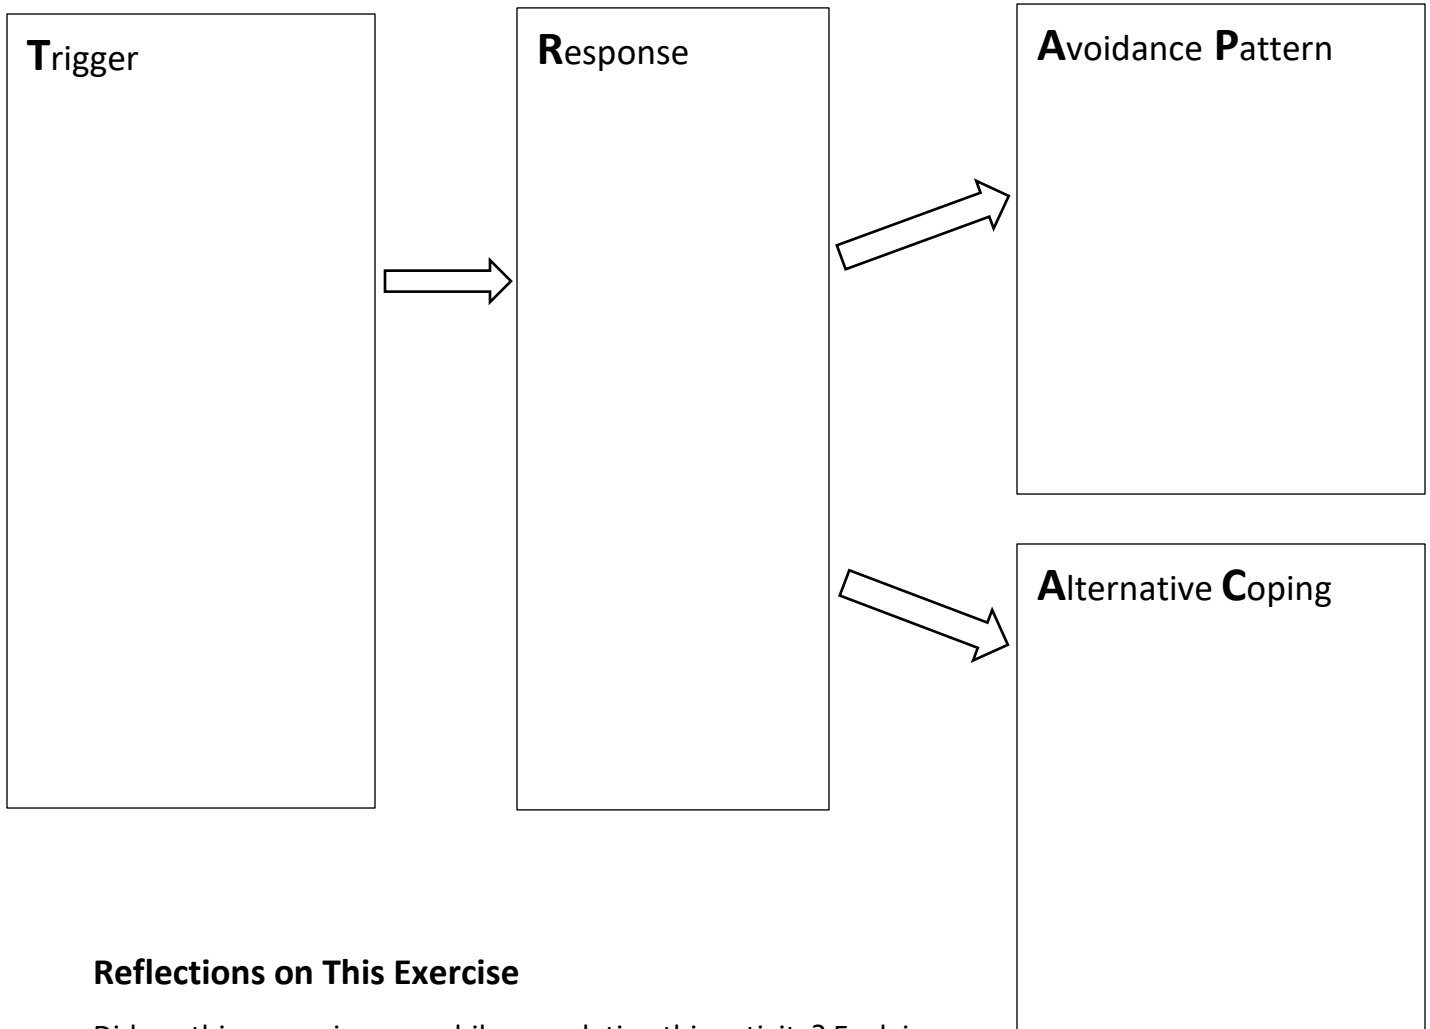 Trigger
Response
Avoidance Pattern
Alternative Coping
Reflections on This Exercise